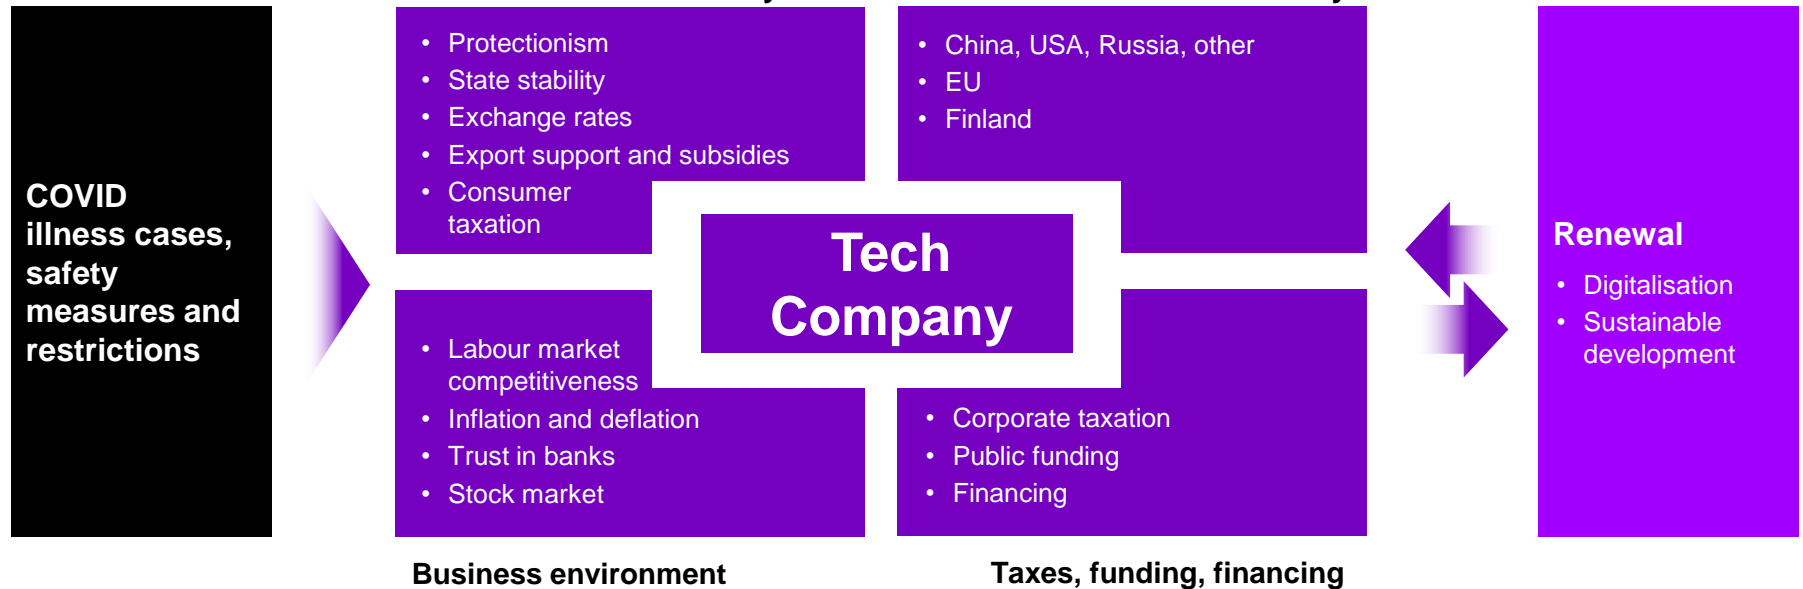 • Protectionism
• State stability
• Exchange rates
• Export support and subsidies
• Consumer
taxation
• China, USA, Russia, other
• EU
• Finland
COVID
illness cases,
safety
measures and
restrictions
Tech
Company
Renewal
• Digitalisation
• Sustainable
development
• Labour market
competitiveness
• Inflation and deflation
• Trust in banks
• Stock market
• Corporate taxation
• Public funding
• Financing
Business environment
Taxes, funding, financing